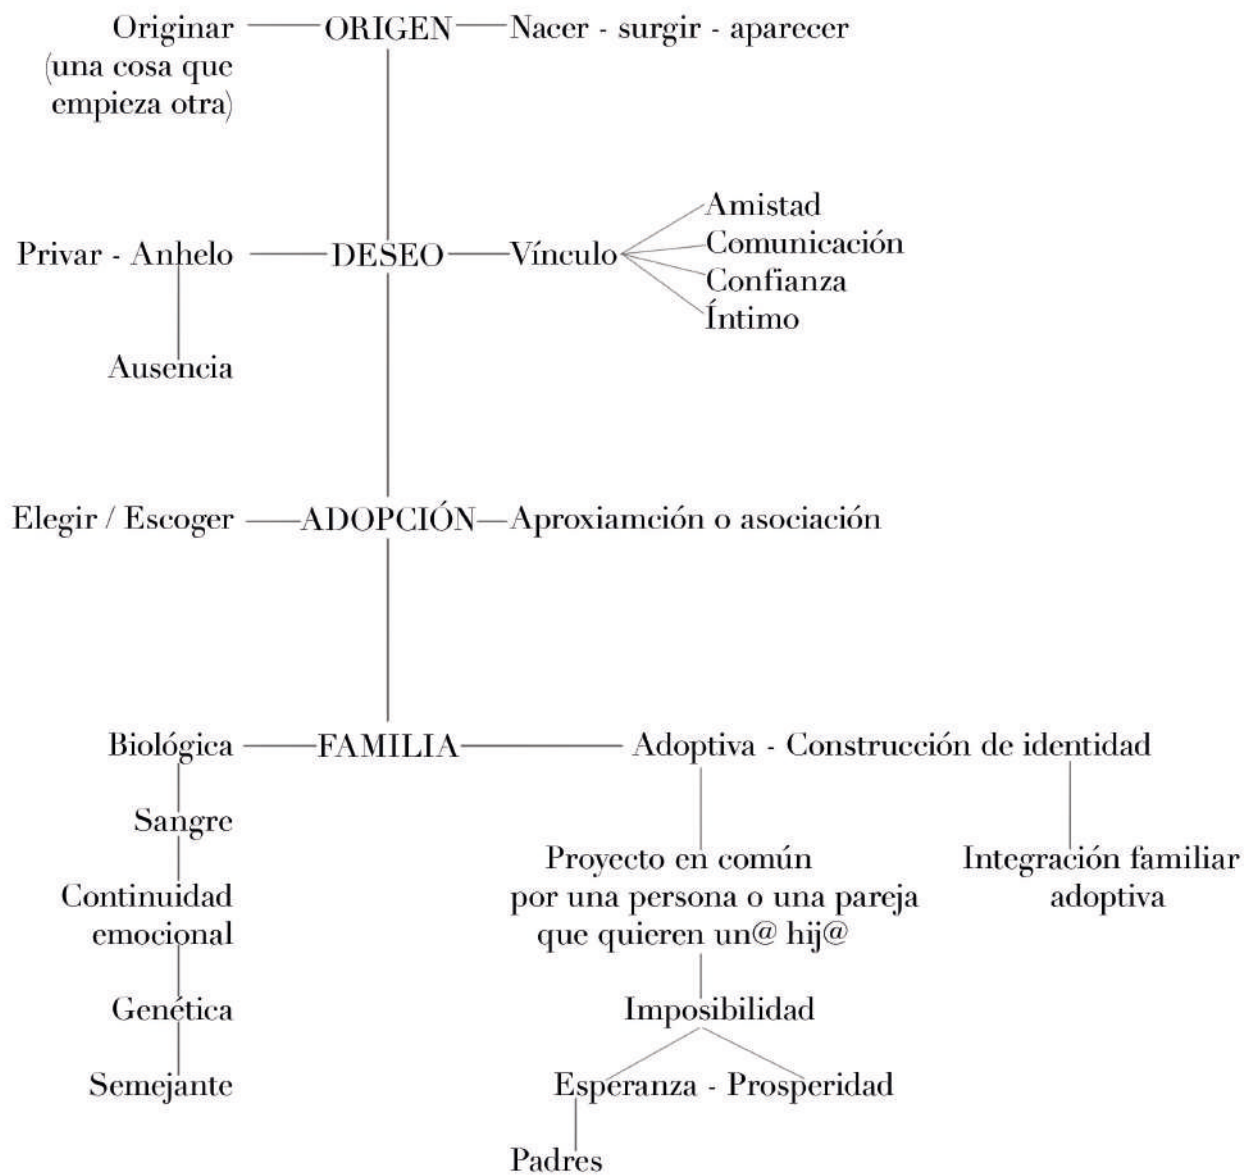 Originar ORIGEN Nacer - surgir - aparecer
(una cosa que
empieza otra)
Amistad
Privar - Anhelo DESEO Vínculo Comunicación
Confianza
Íntimo
Ausencia
Elegir / Escoger ADOPCIÓN Aproxiamción o asociación
Biológica FAMILIA Adoptiva - Construcción de identidad
Sangre
Proyecto en común Integración familiar
Continuidad por una persona o una pareja adoptiva
emocional que quieren un@ hij@
Genética Imposibilidad
Semejante Esperanza - Prosperidad
Padres